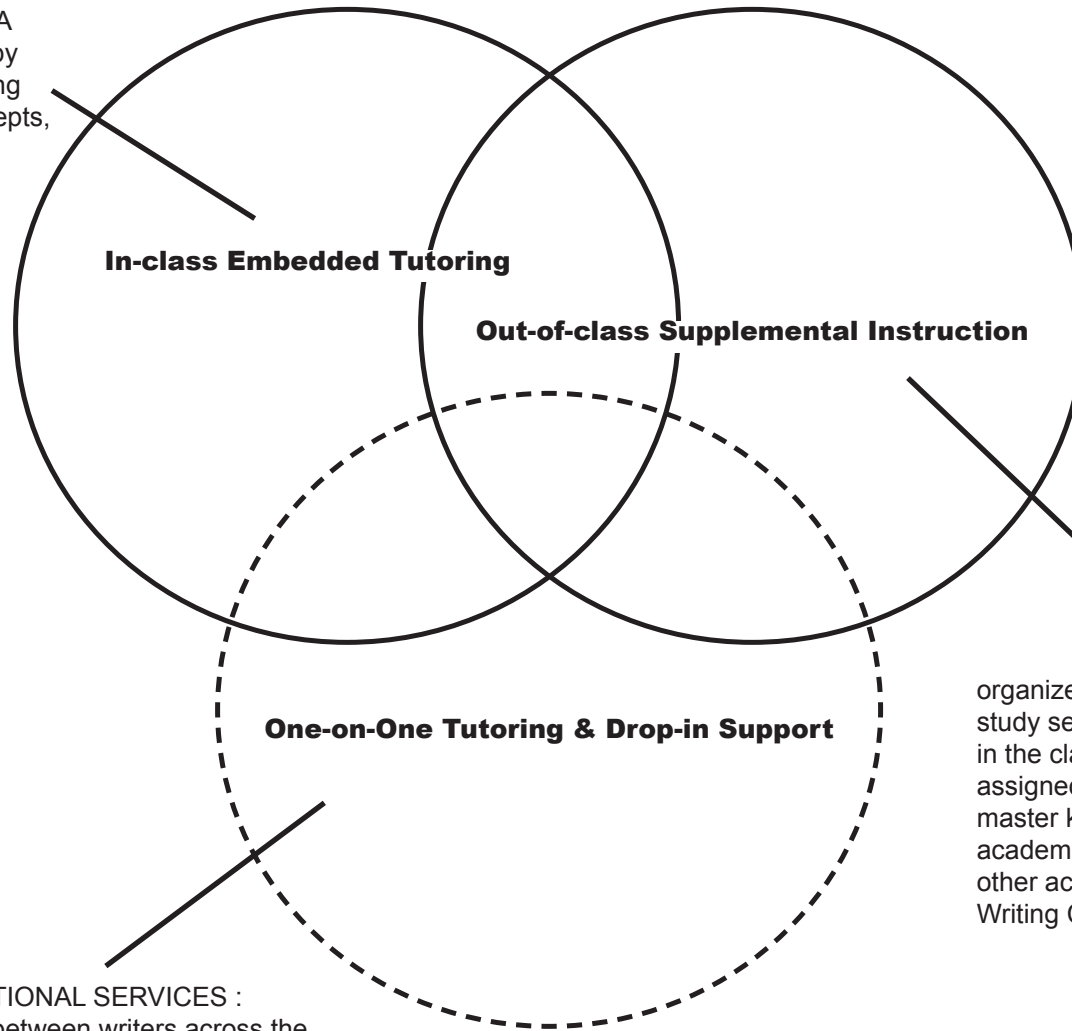 A
by
ng
epts,
In-class Embedded Tutoring
Out-of-class Supplemental Instruction
One-on-One Tutoring & Drop-in Support
organize
study se
in the cla
assigned
master k
academ
other ac
Writing C
TIONAL SERVICES :
between writers across the